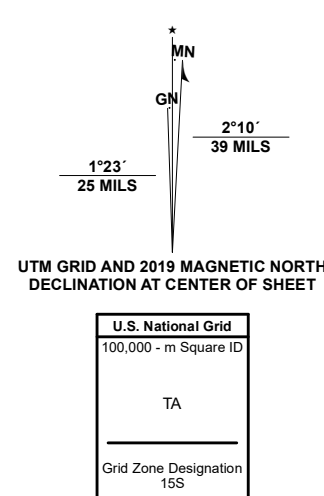 ★
MN
GN
2°10´
39 MILS
1°23´
25 MILS
UTM GRID AND 2019 MAGNETIC NORTH
DECLINATION AT CENTER OF SHEET
U.S. National Grid
100,000 - m Square ID
TA
Grid Zone Designation
15S